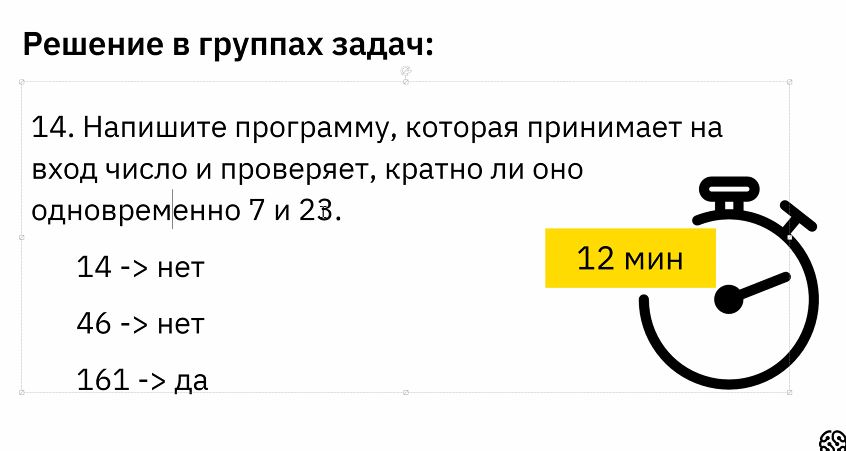 Решение в группах задач:
14. Напишите программу, которая принимает на
вход число и проверяет, кратно ли оно
одновременно 7 и 23.
12 мин
14 -> нет
46 -> нет
161 -> да